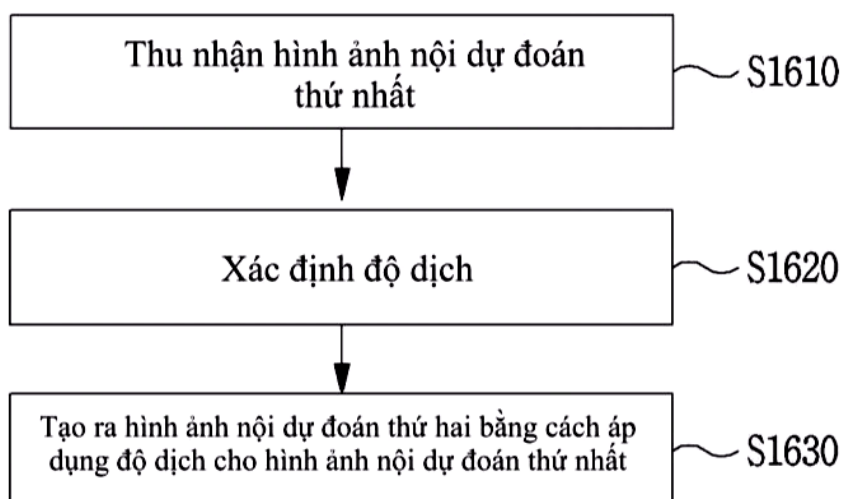 Thu nhận hình ảnh nội dự đoán
thứ nhất
S1610
Xác định độ dịch
S1620
Tạo ra hình ảnh nội dự đoán thứ hai bằng cách áp
dụng độ dịch cho hình ảnh nội dự đoán thứ nhất
S1630